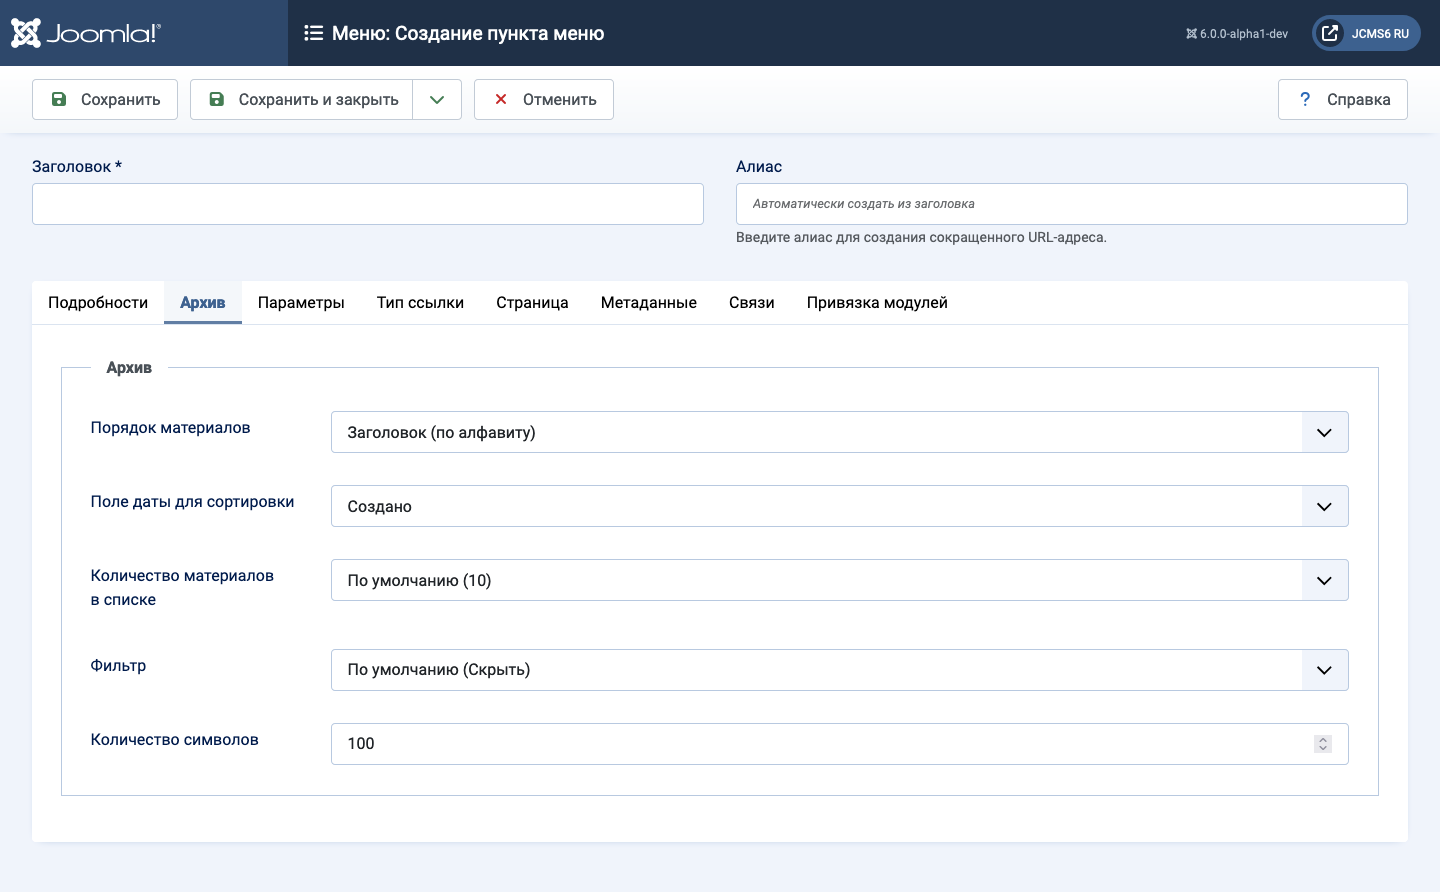 Joomla!®
Меню: Создание пункта меню
6.0.0-alpha1-dev
JCMS6 RU
Сохранить
Сохранить и закрыть
Отменить
? Справка
Заголовок *
Алиас
Автоматически создать из заголовка
Введите алиас для создания сокращенного URL-адреса.
Подробности Архив Параметры Тип ссылки Страница Метаданные Связи Привязка модулей
Архив
Порядок материалов
Заголовок (по алфавиту)
Поле даты для сортировки
Создано
Количество материалов
в списке
По умолчанию (10)
Фильтр
По умолчанию (Скрыть)
Количество символов
100